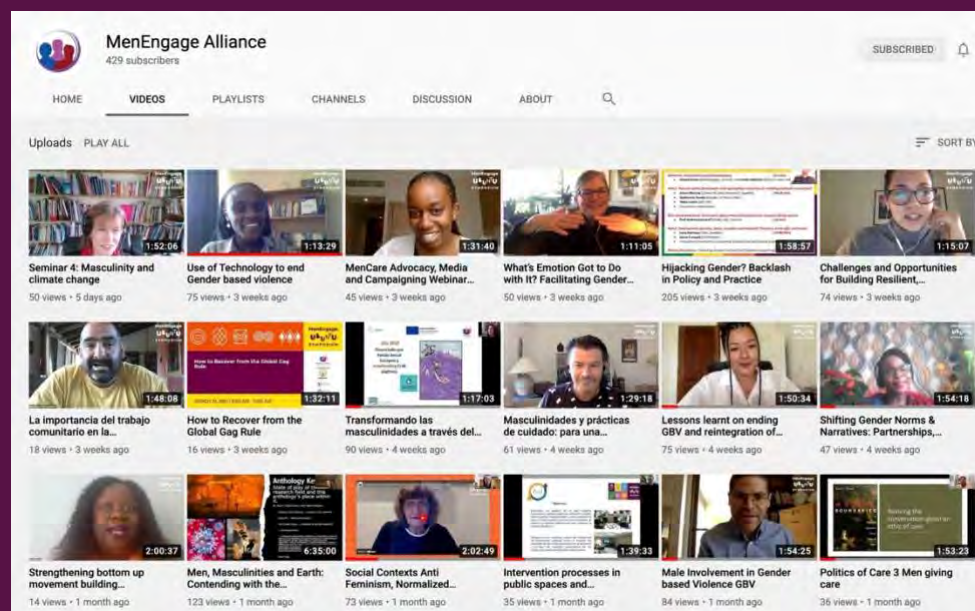 MenEngage Alliance
429 subscribers
SUBSCRIBED
HOME VIDEOS PLAYLISTS CHANNELS DISCUSSION ABOUT
Uploads PLAY ALL
SORT BY
1:52:06 1:13:29 1:31:40 1:11:05 1:58:57 1:15:07
Seminar 4: Masculinity and climate change
50 views • 5 days ago
Use of Technology to end Gender based violence
75 views • 3 weeks ago
MenCare Advocacy, Media and Campaigning Webinar...
45 views • 3 weeks ago
What's Emotion Got to Do with It? Facilitating Gender...
50 views • 3 weeks ago
Hijacking Gender? Backlash in Policy and Practice
205 views • 3 weeks ago
Challenges and Opportunities for Building Resilient,...
74 views • 3 weeks ago
How to Recover from the Global Gag Rule
1:48:08 1:32:11 1:17:03 1:29:18 1:50:34 1:54:18
La importancia del trabajo comunitario en la...
18 views • 3 weeks ago
How to Recover from the Global Gag Rule
16 views • 3 weeks ago
Transformando las masculinidades a través del...
90 views • 4 weeks ago
Masculinidades y prácticas de cuidado: para una...
61 views • 4 weeks ago
Lessons learnt on ending GBV and reintegration of...
75 views • 4 weeks ago
Shifting Gender Norms & Narratives: Partnerships,...
47 views • 4 weeks ago
2:00:37 6:35:00 2:02:49 1:39:33 1:54:25 1:53:23
Strengthening bottom up movement building...
14 views • 1 month ago
Men, Masculinities and Earth: Contending with the...
123 views • 1 month ago
Social Contexts Anti Feminism, Normalized...
73 views • 1 month ago
Intervention processes in public spaces and...
35 views • 1 month ago
Male Involvement in Gender based Violence GBV
84 views • 1 month ago
Politics of Care 3 Men giving care
36 views • 1 month ago